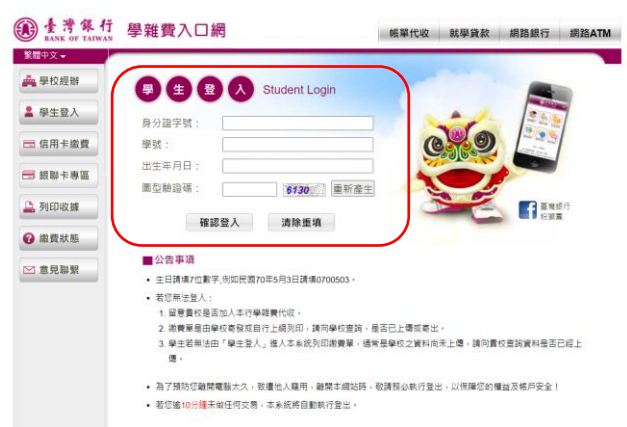 臺灣銀行
BANK OF TAIWAN
學雜費入口網
帳單代收 就學貸款 網路銀行 網路ATM
繁體中文
學校經辦
學生登入
信用卡繳費
銀聯卡專區
列印收據
繳費狀態
意見聯繫
學生登入 Student Login
身分證字號：
學號：
出生年月日：
圖型驗證碼： 6130 重新產生
確認登入 清除重填
臺灣銀行
粉絲團
公告事項
• 生日請填7位數字,例如民國70年5月3日請填0700503。
• 若您無法登入：
1. 留意貴校是否加入本行學雜費代收。
2. 繳費單是由學校寄發或自行上網列印，請向學校查詢，是否已上傳或寄出。
3. 學生若無法由「學生登入」進入本系統列印繳費單，通常是學校之資料尚未上傳，請向貴校查詢資料是否已經上
傳。
• 為了預防您離開電腦太久，致遭他人竊用，離開本網站時，敬請務必執行登出，以保障您的權益及帳戶安全！
• 若您逾10分鐘未做任何交易，本系統將自動執行登出。